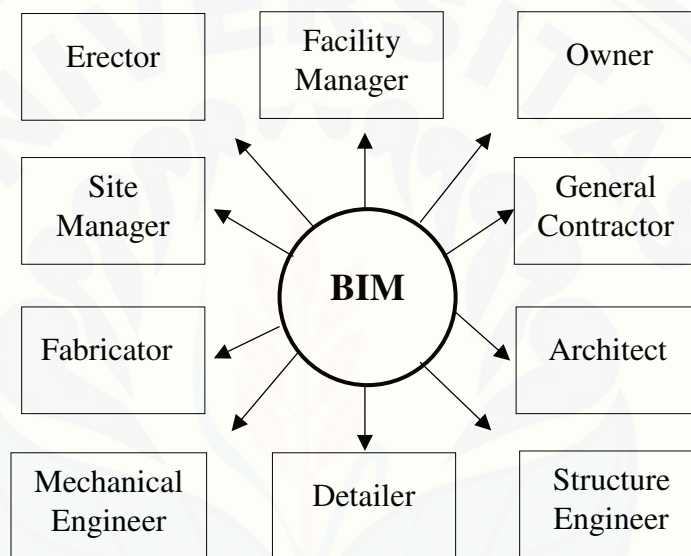 Erector
Facility
Manager
Owner
Site
Manager
General
Contractor
BIM
Fabricator
Architect
Mechanical
Engineer
Detailer
Structure
Engineer